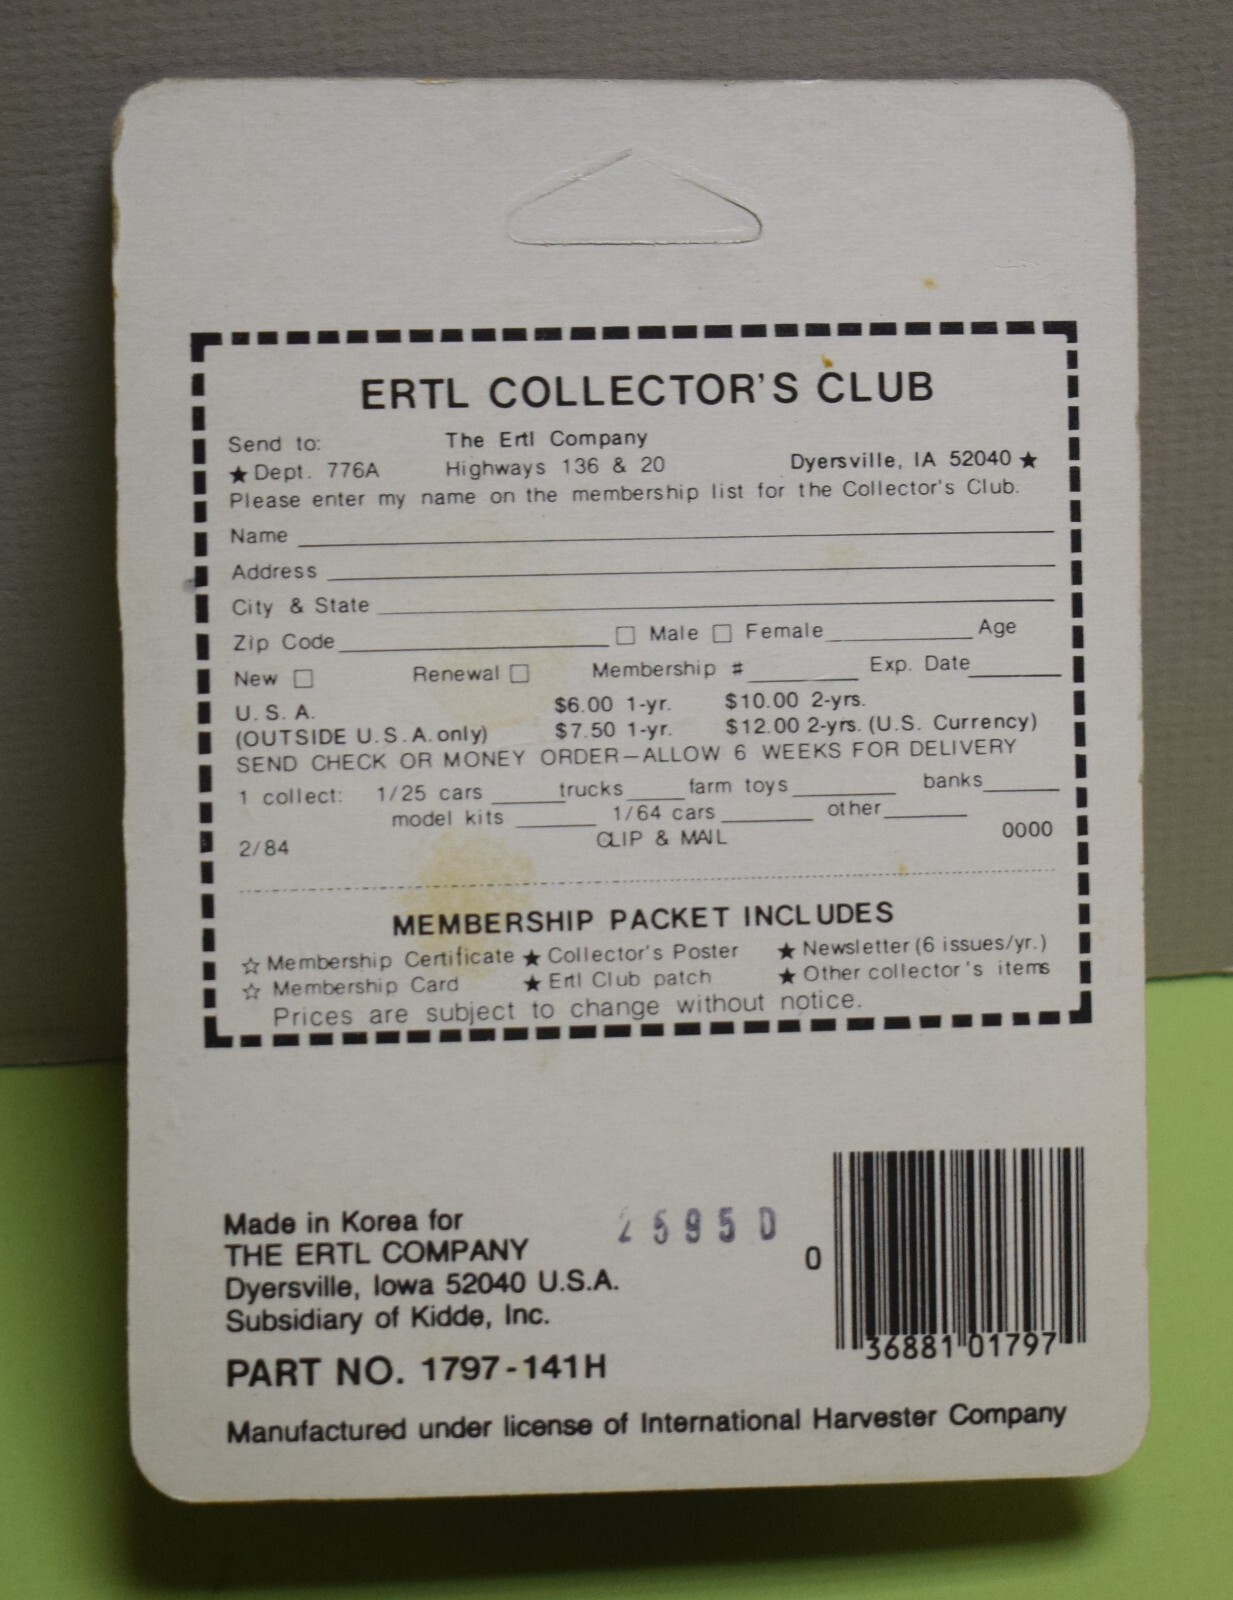 ERTL COLLECTOR'S CLUB
Send to: The Ertl Company
★ Dept. 776A Highways 136 & 20 Dyersville, IA 52040 ★
Please enter my name on the membership list for the Collector's Club.
Name
Address
City & State
Zip Code □ Male □ Female Age
New □ Renewal □ Membership # Exp. Date
U.S.A. $6.00 1-yr. $10.00 2-yrs.
(OUTSIDE U.S.A. only) $7.50 1-yr. $12.00 2-yrs. (U.S. Currency)
SEND CHECK OR MONEY ORDER—ALLOW 6 WEEKS FOR DELIVERY
1 collect: 1/25 cars trucks farm toys banks
model kits 1/64 cars other
2/84 CLIP & MAIL 0000
MEMBERSHIP PACKET INCLUDES
☆ Membership Certificate ★ Collector's Poster ★ Newsletter (6 issues/yr.)
☆ Membership Card ★ Ertl Club patch ★ Other collector's items
Prices are subject to change without notice.
Made in Korea for
THE ERTL COMPANY
Dyersville, Iowa 52040 U.S.A.
Subsidiary of Kidde, Inc.
PART NO. 1797-141H
Manufactured under license of International Harvester Company
0 36881 01797